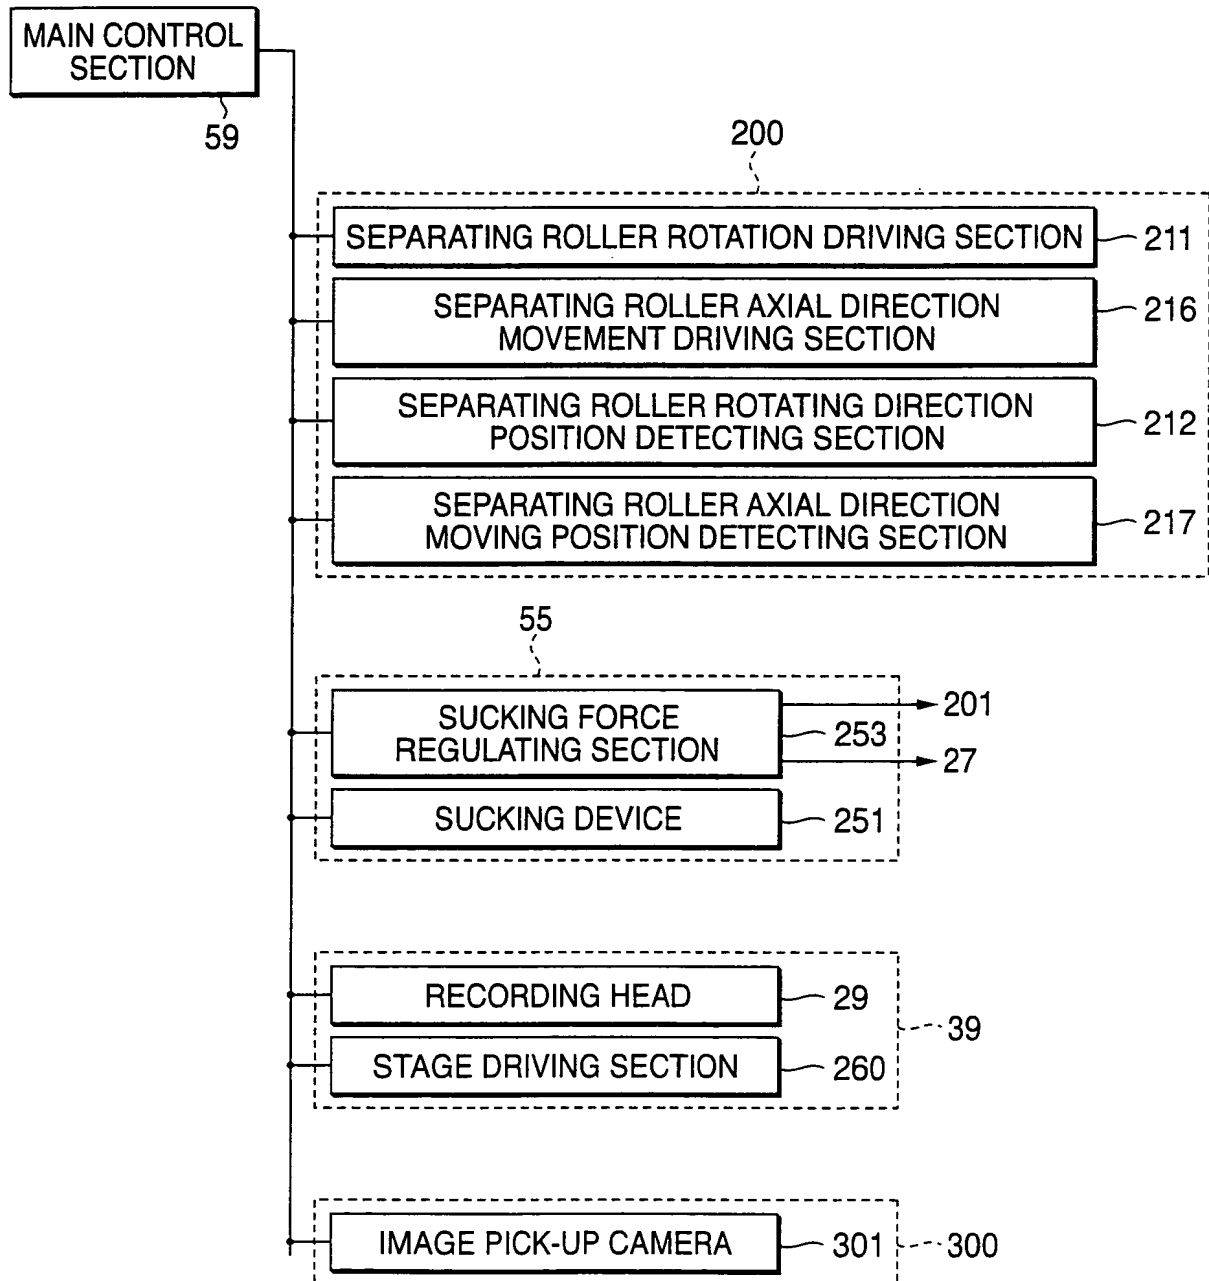 MAIN CONTROL
SECTION
59
200
SEPARATING ROLLER ROTATION DRIVING SECTION
211
SEPARATING ROLLER AXIAL DIRECTION
MOVEMENT DRIVING SECTION
216
SEPARATING ROLLER ROTATING DIRECTION
POSITION DETECTING SECTION
212
SEPARATING ROLLER AXIAL DIRECTION
MOVING POSITION DETECTING SECTION
217
55
SUCKING FORCE
REGULATING SECTION
253
201
27
SUCKING DEVICE
251
RECORDING HEAD
29
39
STAGE DRIVING SECTION
260
IMAGE PICK-UP CAMERA
301
300